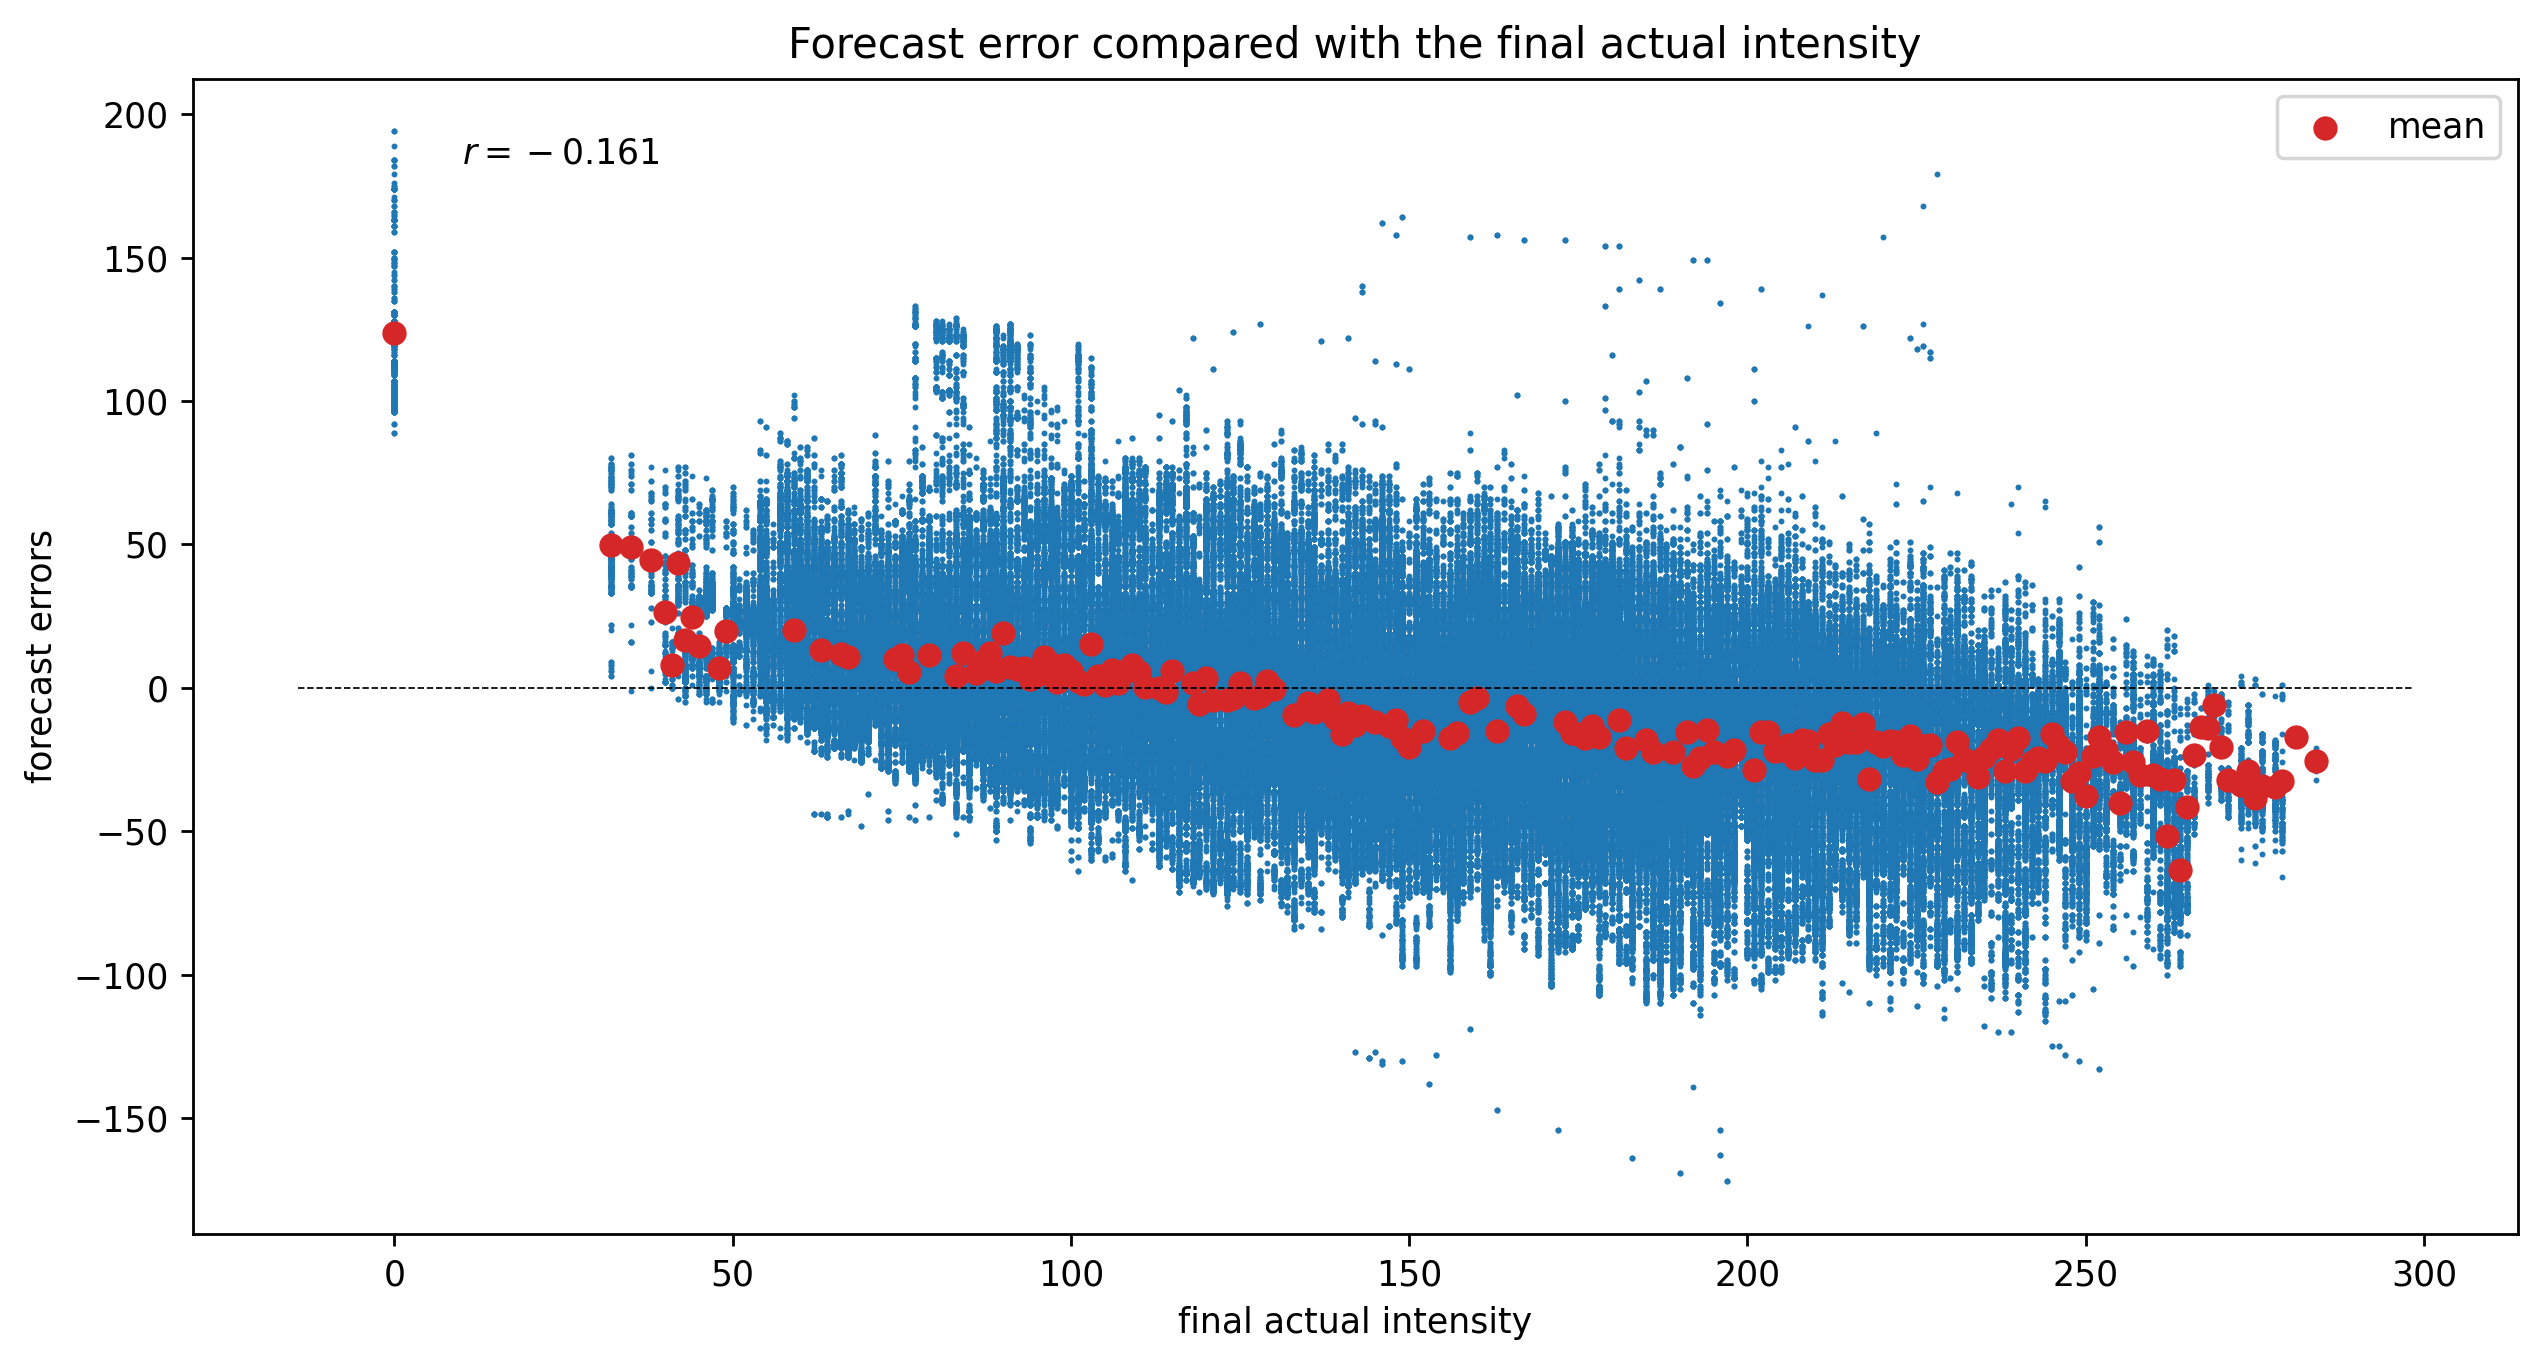 Forecast error compared with the final actual intensity
r = − 0.161
mean
forecast errors
200
150
100
50
0
−50
−100
−150
0 50 100 150 200 250 300
final actual intensity